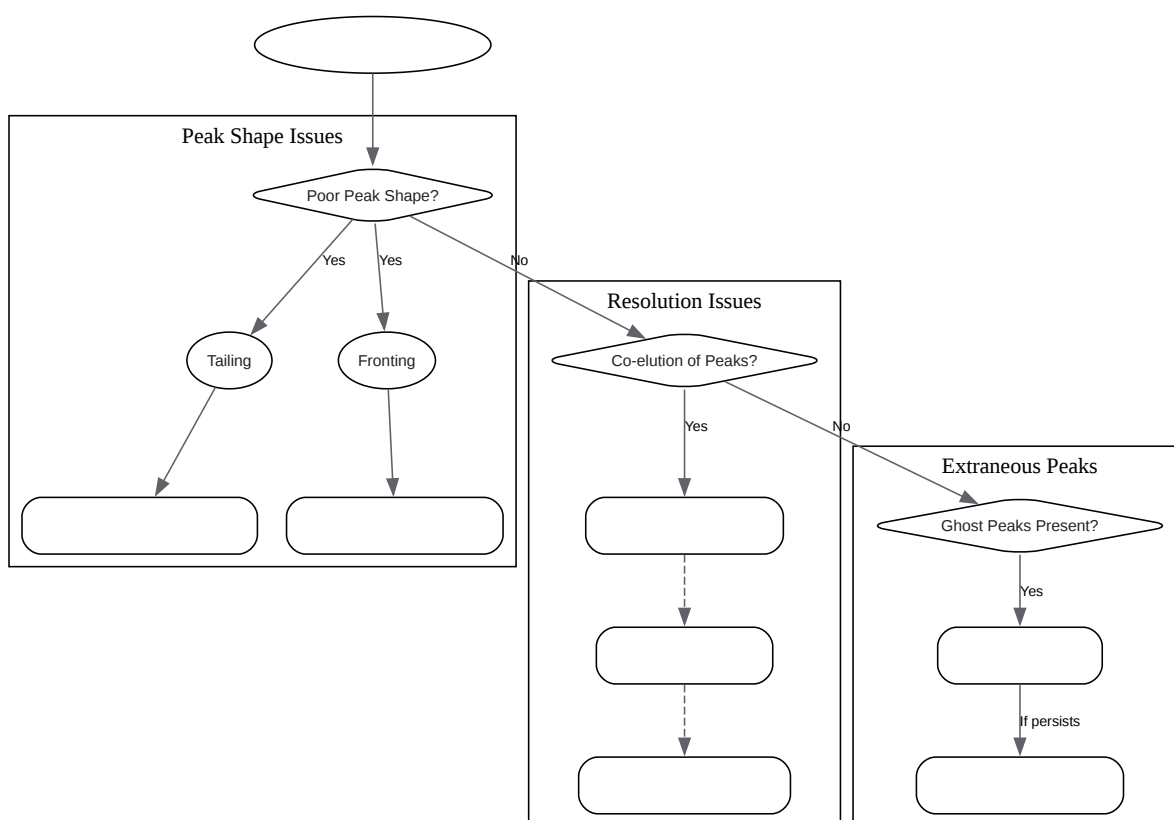 Peak Shape Issues
Poor Peak Shape?
Yes
Yes
No
Tailing
Fronting
Resolution Issues
Co-elution of Peaks?
Yes
No
Extraneous Peaks
Ghost Peaks Present?
Yes
If persists